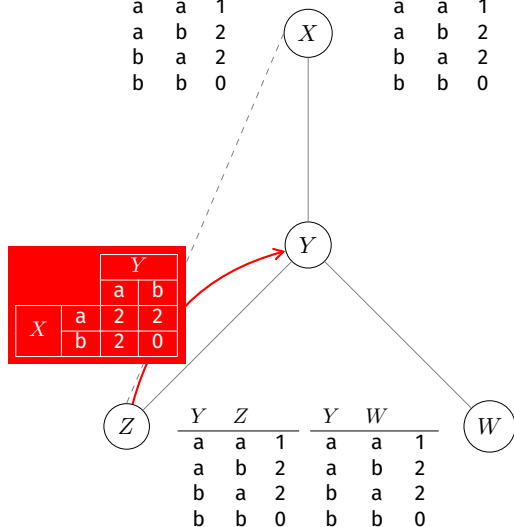 a a 1 a a 1
a b 2 X a b 2
b a 2 b a 2
b b 0 b b 0
Y
a b
X a 2 2
b 2 0
Y
Z Y Z Y W W
a a 1 a a 1
a b 2 a b 2
b a 2 b a 2
b b 0 b b 0